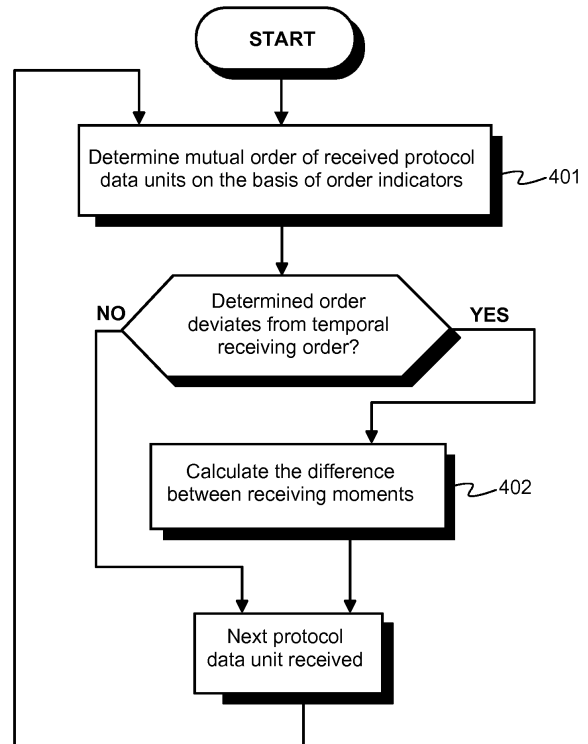 START
Determine mutual order of received protocol
data units on the basis of order indicators
401
Determined order
deviates from temporal
receiving order?
NO
YES
Calculate the difference
between receiving moments
402
Next protocol
data unit received